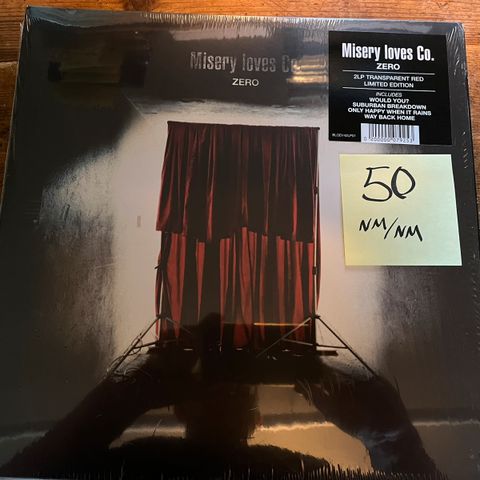 Misery loves Co.
ZERO
Misery loves Co.
ZERO
2LP TRANSPARENT RED
LIMITED EDITION
INCLUDES
WOULD YOU?
SUBURBAN BREAKDOWN
ONLY HAPPY WHEN IT RAINS
WAY BACK HOME
50
NM/NM